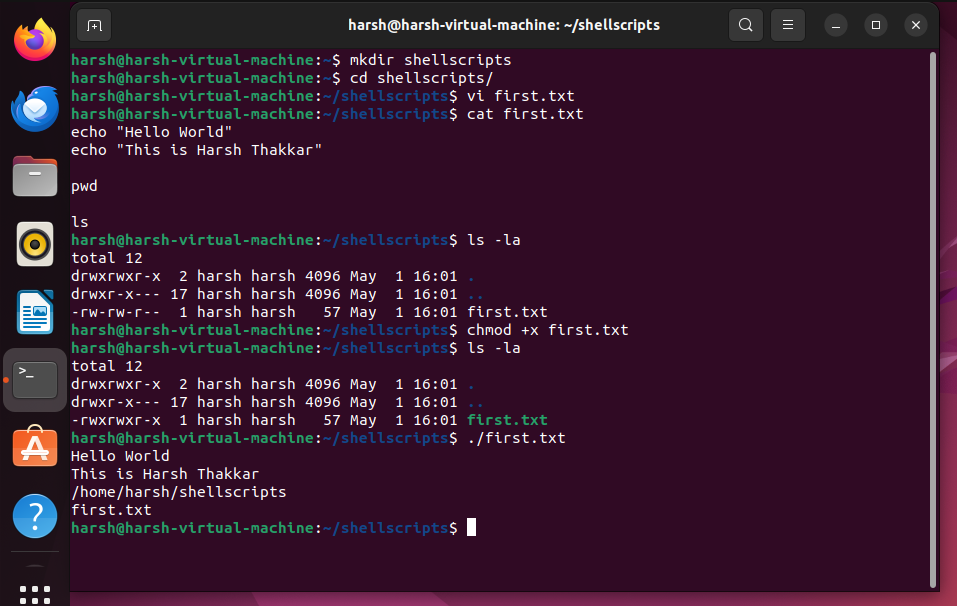 harsh@harsh-virtual-machine: ~/shellscripts
harsh@harsh-virtual-machine:~$ mkdir shellscripts
harsh@harsh-virtual-machine:~$ cd shellscripts/
harsh@harsh-virtual-machine:~/shellscripts$ vi first.txt
harsh@harsh-virtual-machine:~/shellscripts$ cat first.txt
echo "Hello World"
echo "This is Harsh Thakkar"
pwd
ls
harsh@harsh-virtual-machine:~/shellscripts$ ls -la
total 12
drwxrwxr-x  2 harsh harsh 4096 May  1 16:01 .
drwxr-x--- 17 harsh harsh 4096 May  1 16:01 ..
-rw-rw-r--  1 harsh harsh   57 May  1 16:01 first.txt
harsh@harsh-virtual-machine:~/shellscripts$ chmod +x first.txt
harsh@harsh-virtual-machine:~/shellscripts$ ls -la
total 12
drwxrwxr-x  2 harsh harsh 4096 May  1 16:01 .
drwxr-x--- 17 harsh harsh 4096 May  1 16:01 ..
-rwxrwxr-x  1 harsh harsh   57 May  1 16:01 first.txt
harsh@harsh-virtual-machine:~/shellscripts$ ./first.txt
Hello World
This is Harsh Thakkar
/home/harsh/shellscripts
first.txt
harsh@harsh-virtual-machine:~/shellscripts$